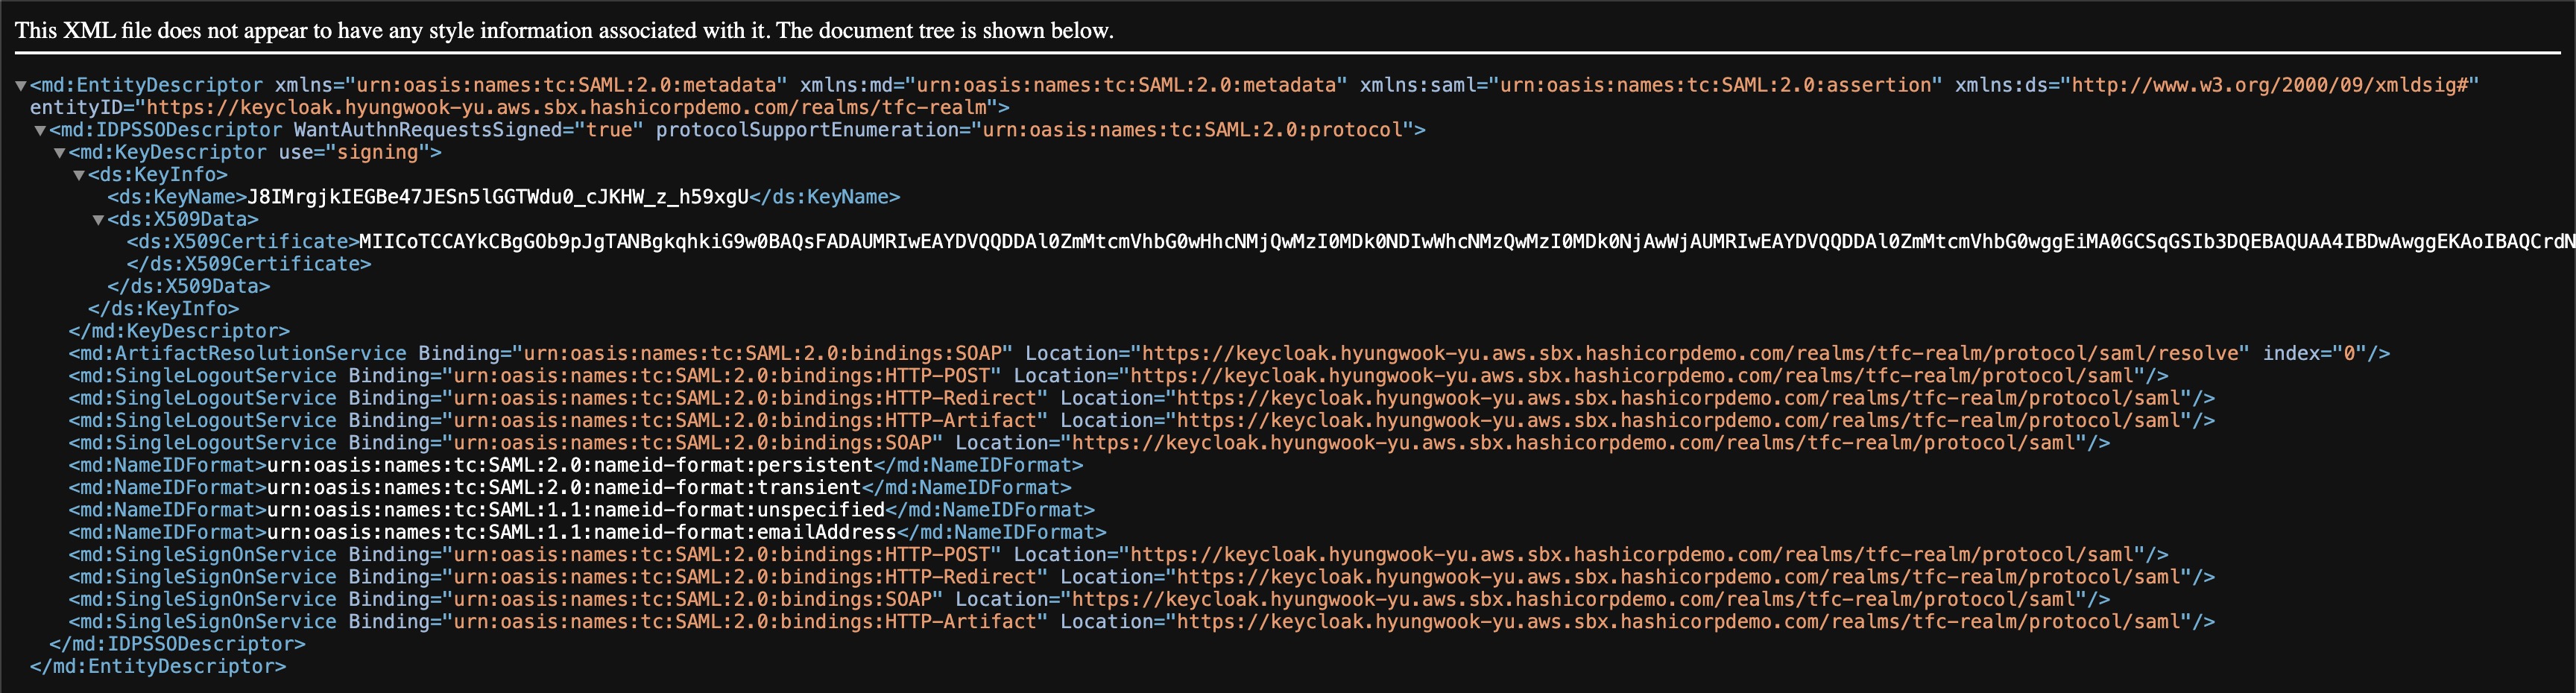 This XML file does not appear to have any style information associated with it. The document tree is shown below.
▼<md:EntityDescriptor xmlns="urn:oasis:names:tc:SAML:2.0:metadata" xmlns:md="urn:oasis:names:tc:SAML:2.0:metadata" xmlns:saml="urn:oasis:names:tc:SAML:2.0:assertion" xmlns:ds="http://www.w3.org/2000/09/xmldsig#"
entityID="https://keycloak.hyungwook-yu.aws.sbx.hashicorpdemo.com/realms/tfc-realm">
▼<md:IDPSSODescriptor WantAuthnRequestsSigned="true" protocolSupportEnumeration="urn:oasis:names:tc:SAML:2.0:protocol">
▼<md:KeyDescriptor use="signing">
▼<ds:KeyInfo>
<ds:KeyName>J8IMrgjkIEGBe47JESn5lGGTWdu0_cJKHW_z_h59xgU</ds:KeyName>
▼<ds:X509Data>
<ds:X509Certificate>MIICoTCCAYkCBgGOb9pJgTANBgkqhkiG9w0BAQsFADAUMRIwEAYDVQQDDAl0ZmMtcmVhbG0wHhcNMjQwMzI0MDk0NDIwWhcNMzQwMzI0MDk0NjAwWjAUMRIwEAYDVQQDDAl0ZmMtcmVhbG0wggEiMA0GCSqGSIb3DQEBAQUAA4IBDwAwggEKAoIBAQCrdN
</ds:X509Certificate>
</ds:X509Data>
</ds:KeyInfo>
</md:KeyDescriptor>
<md:ArtifactResolutionService Binding="urn:oasis:names:tc:SAML:2.0:bindings:SOAP" Location="https://keycloak.hyungwook-yu.aws.sbx.hashicorpdemo.com/realms/tfc-realm/protocol/saml/resolve" index="0"/>
<md:SingleLogoutService Binding="urn:oasis:names:tc:SAML:2.0:bindings:HTTP-POST" Location="https://keycloak.hyungwook-yu.aws.sbx.hashicorpdemo.com/realms/tfc-realm/protocol/saml"/>
<md:SingleLogoutService Binding="urn:oasis:names:tc:SAML:2.0:bindings:HTTP-Redirect" Location="https://keycloak.hyungwook-yu.aws.sbx.hashicorpdemo.com/realms/tfc-realm/protocol/saml"/>
<md:SingleLogoutService Binding="urn:oasis:names:tc:SAML:2.0:bindings:HTTP-Artifact" Location="https://keycloak.hyungwook-yu.aws.sbx.hashicorpdemo.com/realms/tfc-realm/protocol/saml"/>
<md:SingleLogoutService Binding="urn:oasis:names:tc:SAML:2.0:bindings:SOAP" Location="https://keycloak.hyungwook-yu.aws.sbx.hashicorpdemo.com/realms/tfc-realm/protocol/saml"/>
<md:NameIDFormat>urn:oasis:names:tc:SAML:2.0:nameid-format:persistent</md:NameIDFormat>
<md:NameIDFormat>urn:oasis:names:tc:SAML:2.0:nameid-format:transient</md:NameIDFormat>
<md:NameIDFormat>urn:oasis:names:tc:SAML:1.1:nameid-format:unspecified</md:NameIDFormat>
<md:NameIDFormat>urn:oasis:names:tc:SAML:1.1:nameid-format:emailAddress</md:NameIDFormat>
<md:SingleSignOnService Binding="urn:oasis:names:tc:SAML:2.0:bindings:HTTP-POST" Location="https://keycloak.hyungwook-yu.aws.sbx.hashicorpdemo.com/realms/tfc-realm/protocol/saml"/>
<md:SingleSignOnService Binding="urn:oasis:names:tc:SAML:2.0:bindings:HTTP-Redirect" Location="https://keycloak.hyungwook-yu.aws.sbx.hashicorpdemo.com/realms/tfc-realm/protocol/saml"/>
<md:SingleSignOnService Binding="urn:oasis:names:tc:SAML:2.0:bindings:SOAP" Location="https://keycloak.hyungwook-yu.aws.sbx.hashicorpdemo.com/realms/tfc-realm/protocol/saml"/>
<md:SingleSignOnService Binding="urn:oasis:names:tc:SAML:2.0:bindings:HTTP-Artifact" Location="https://keycloak.hyungwook-yu.aws.sbx.hashicorpdemo.com/realms/tfc-realm/protocol/saml"/>
</md:IDPSSODescriptor>
</md:EntityDescriptor>